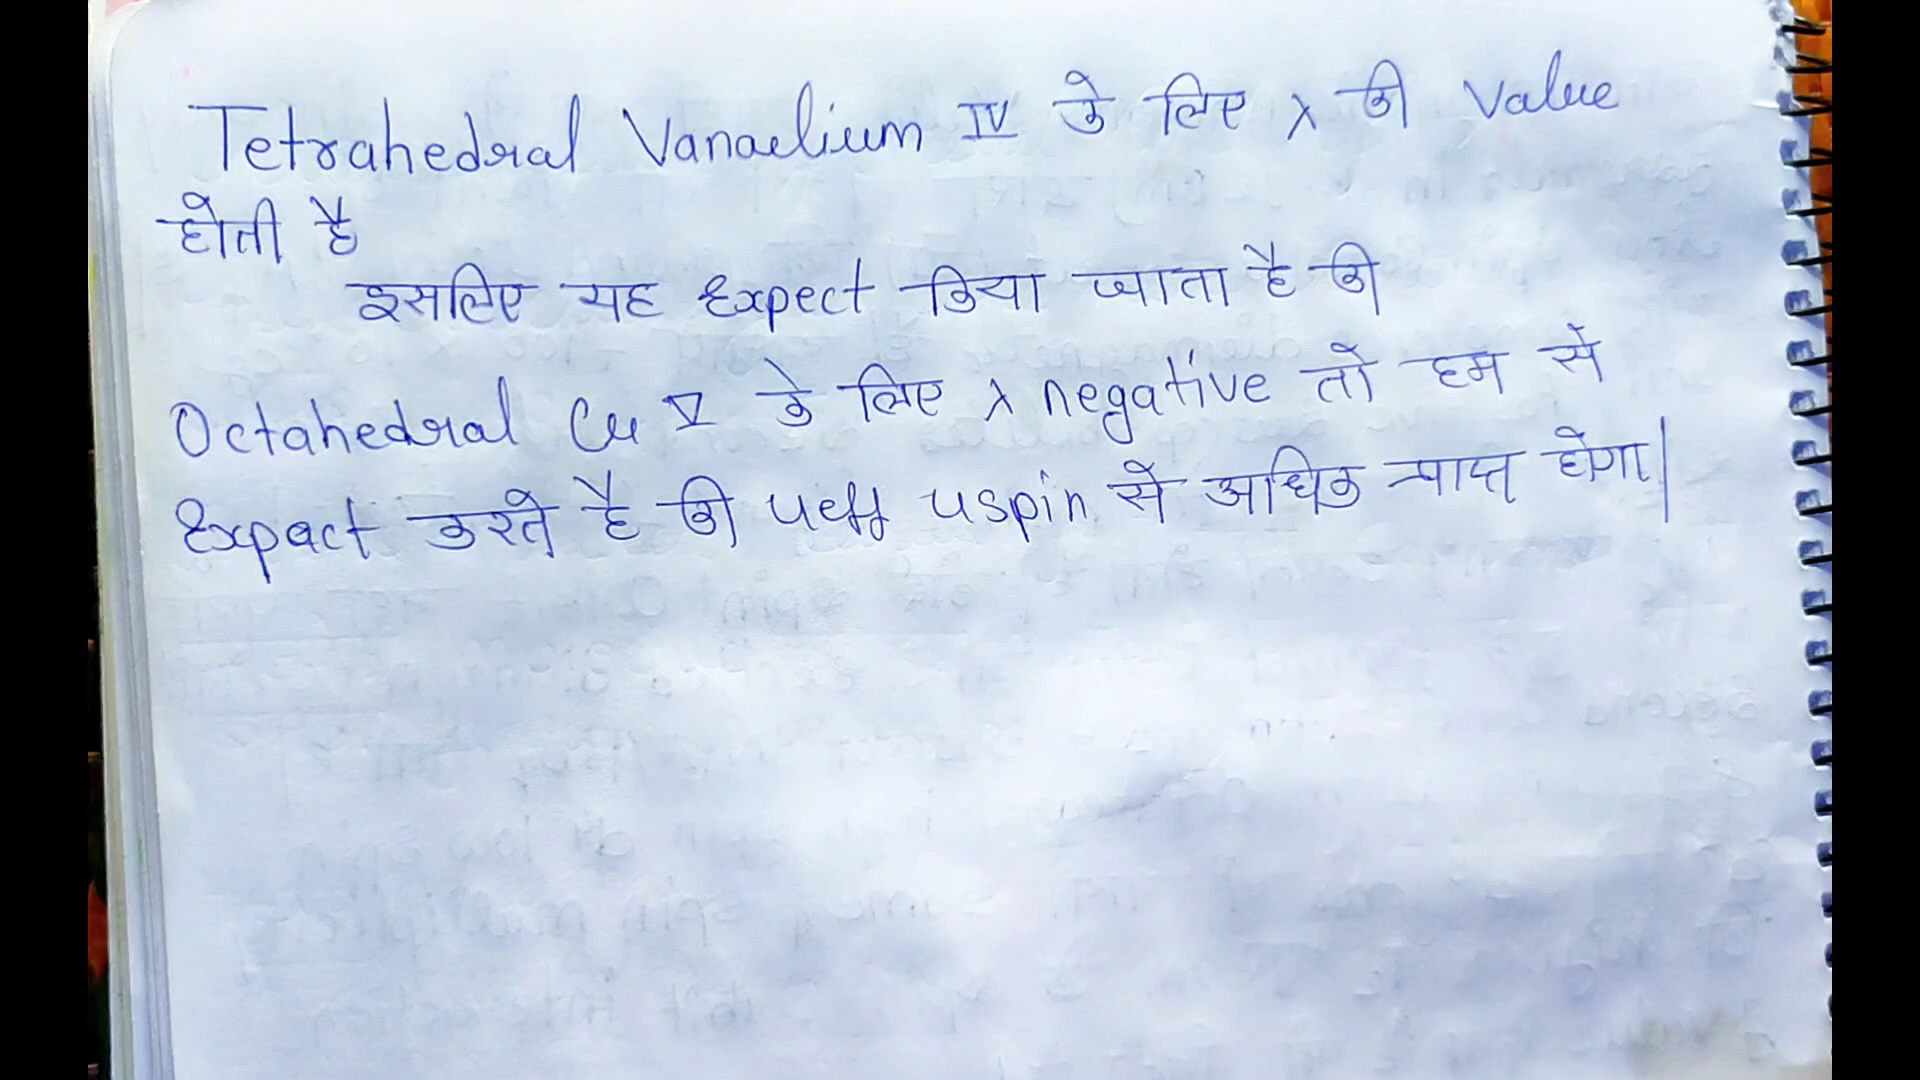 Tetrahedral Vanadium IV के लिए λ की Value
होती है
इसलिए यह Expect किया जाता है की
Octahedral Cu V के लिए λ negative तो हम से
Expact करते है की ueff uspin से अधिक प्राप्त होगा|